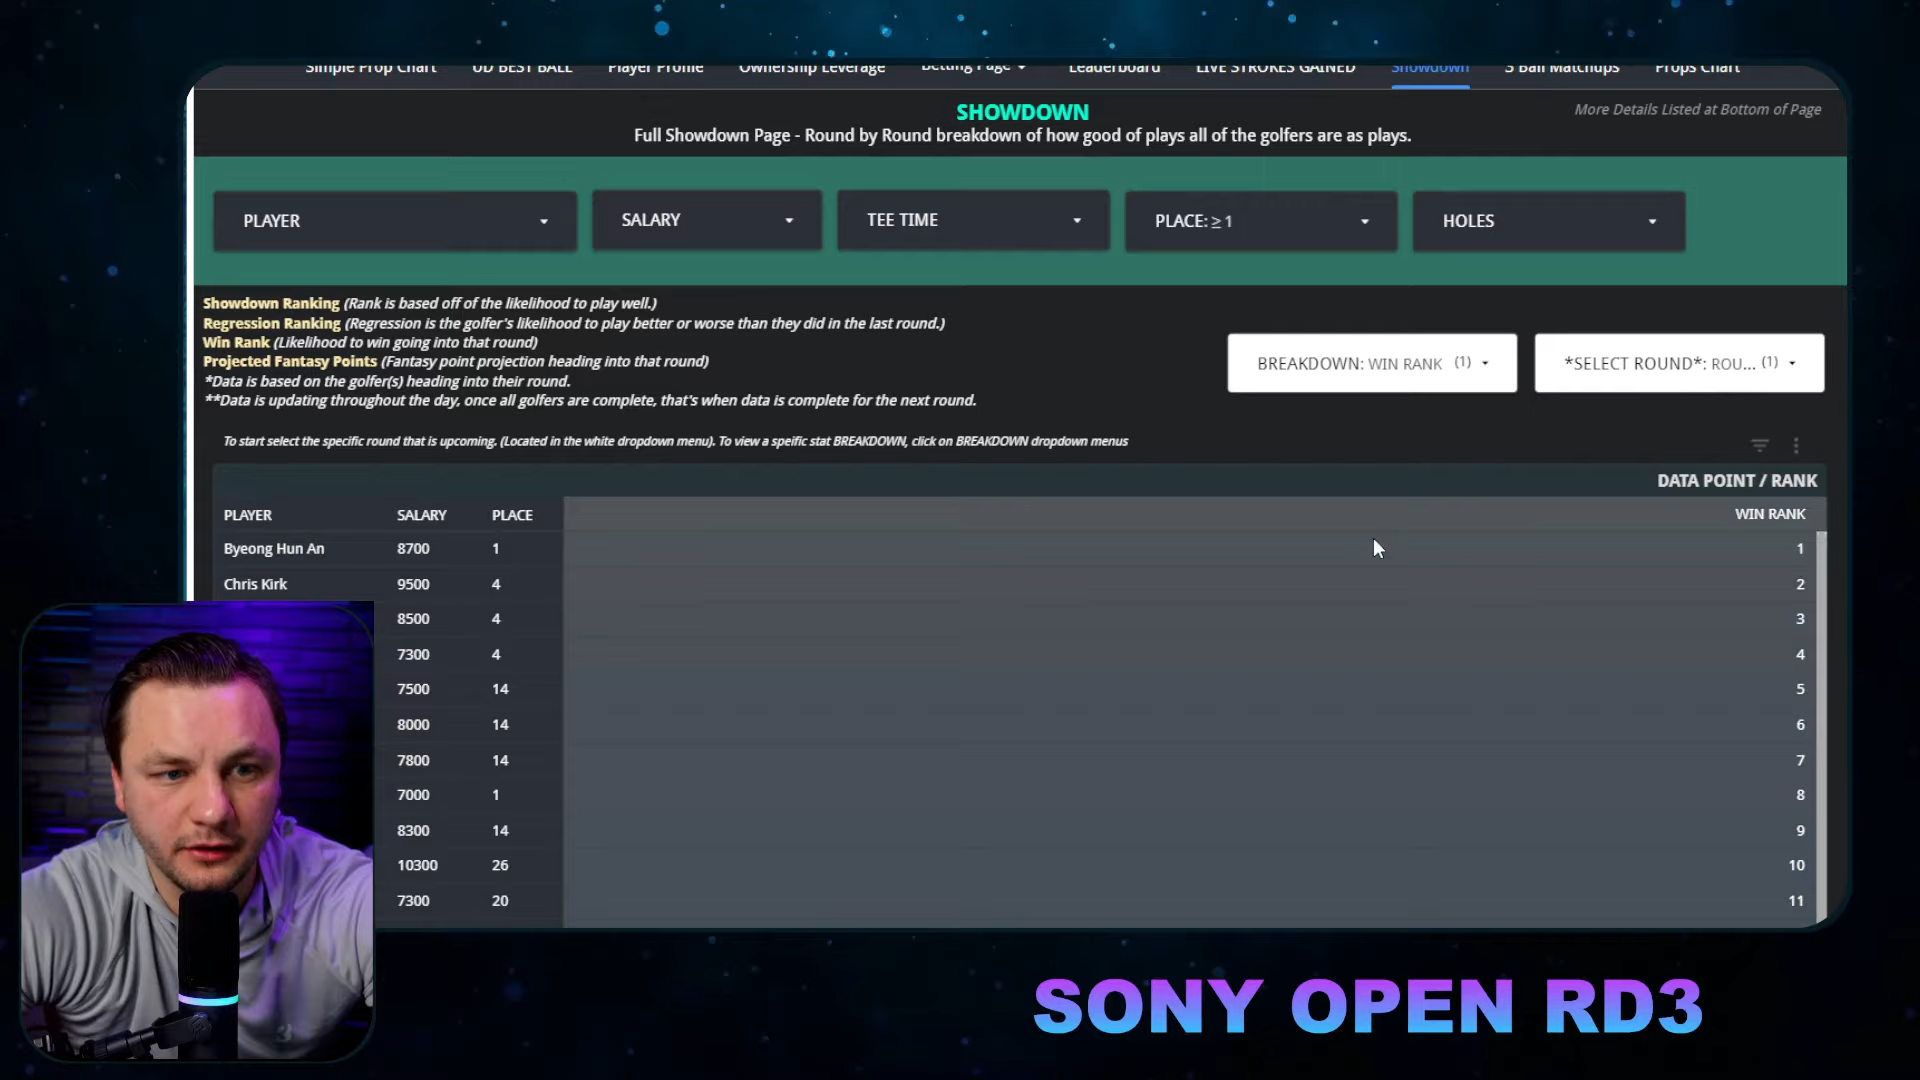 Simple Prop Chart UD BEST BALL Player Profile Ownership Leverage Betting Page Leaderboard LIVE STROKES GAINED Showdown 3 Ball Matchups Props Chart
SHOWDOWN
More Details Listed at Bottom of Page
Full Showdown Page - Round by Round breakdown of how good of plays all of the golfers are as plays.
PLAYER SALARY TEE TIME PLACE: ≥ 1 HOLES
Showdown Ranking (Rank is based off of the likelihood to play well.)
Regression Ranking (Regression is the golfer's likelihood to play better or worse than they did in the last round.)
Win Rank (Likelihood to win going into that round)
Projected Fantasy Points (Fantasy point projection heading into that round)
*Data is based on the golfer(s) heading into their round.
**Data is updating throughout the day, once all golfers are complete, that's when data is complete for the next round.
BREAKDOWN: WIN RANK (1) *SELECT ROUND*: ROU... (1)
To start select the specific round that is upcoming. (Located in the white dropdown menu). To view a speific stat BREAKDOWN, click on BREAKDOWN dropdown menus
DATA POINT / RANK
PLAYER SALARY PLACE WIN RANK
Byeong Hun An 8700 1 1
Chris Kirk 9500 4 2
8500 4 3
7300 4 4
7500 14 5
8000 14 6
7800 14 7
7000 1 8
8300 14 9
10300 26 10
7300 20 11
SONY OPEN RD3